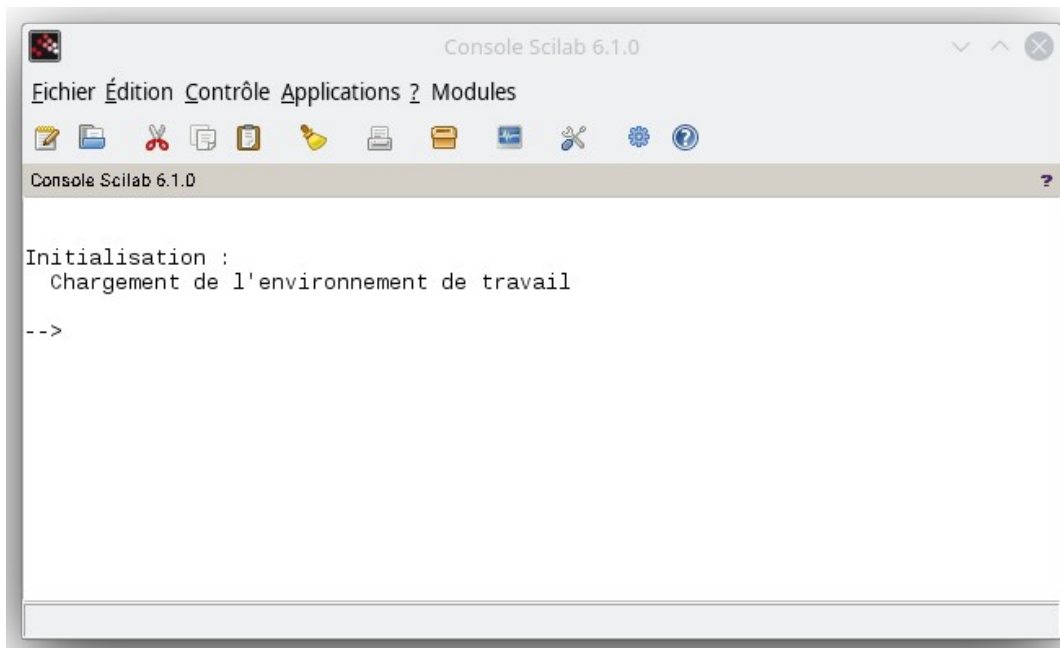 Console Scilab 6.1.0
Fichier Édition Contrôle Applications ? Modules
Console Scilab 6.1.0 ?
Initialisation :
Chargement de l'environnement de travail
-->